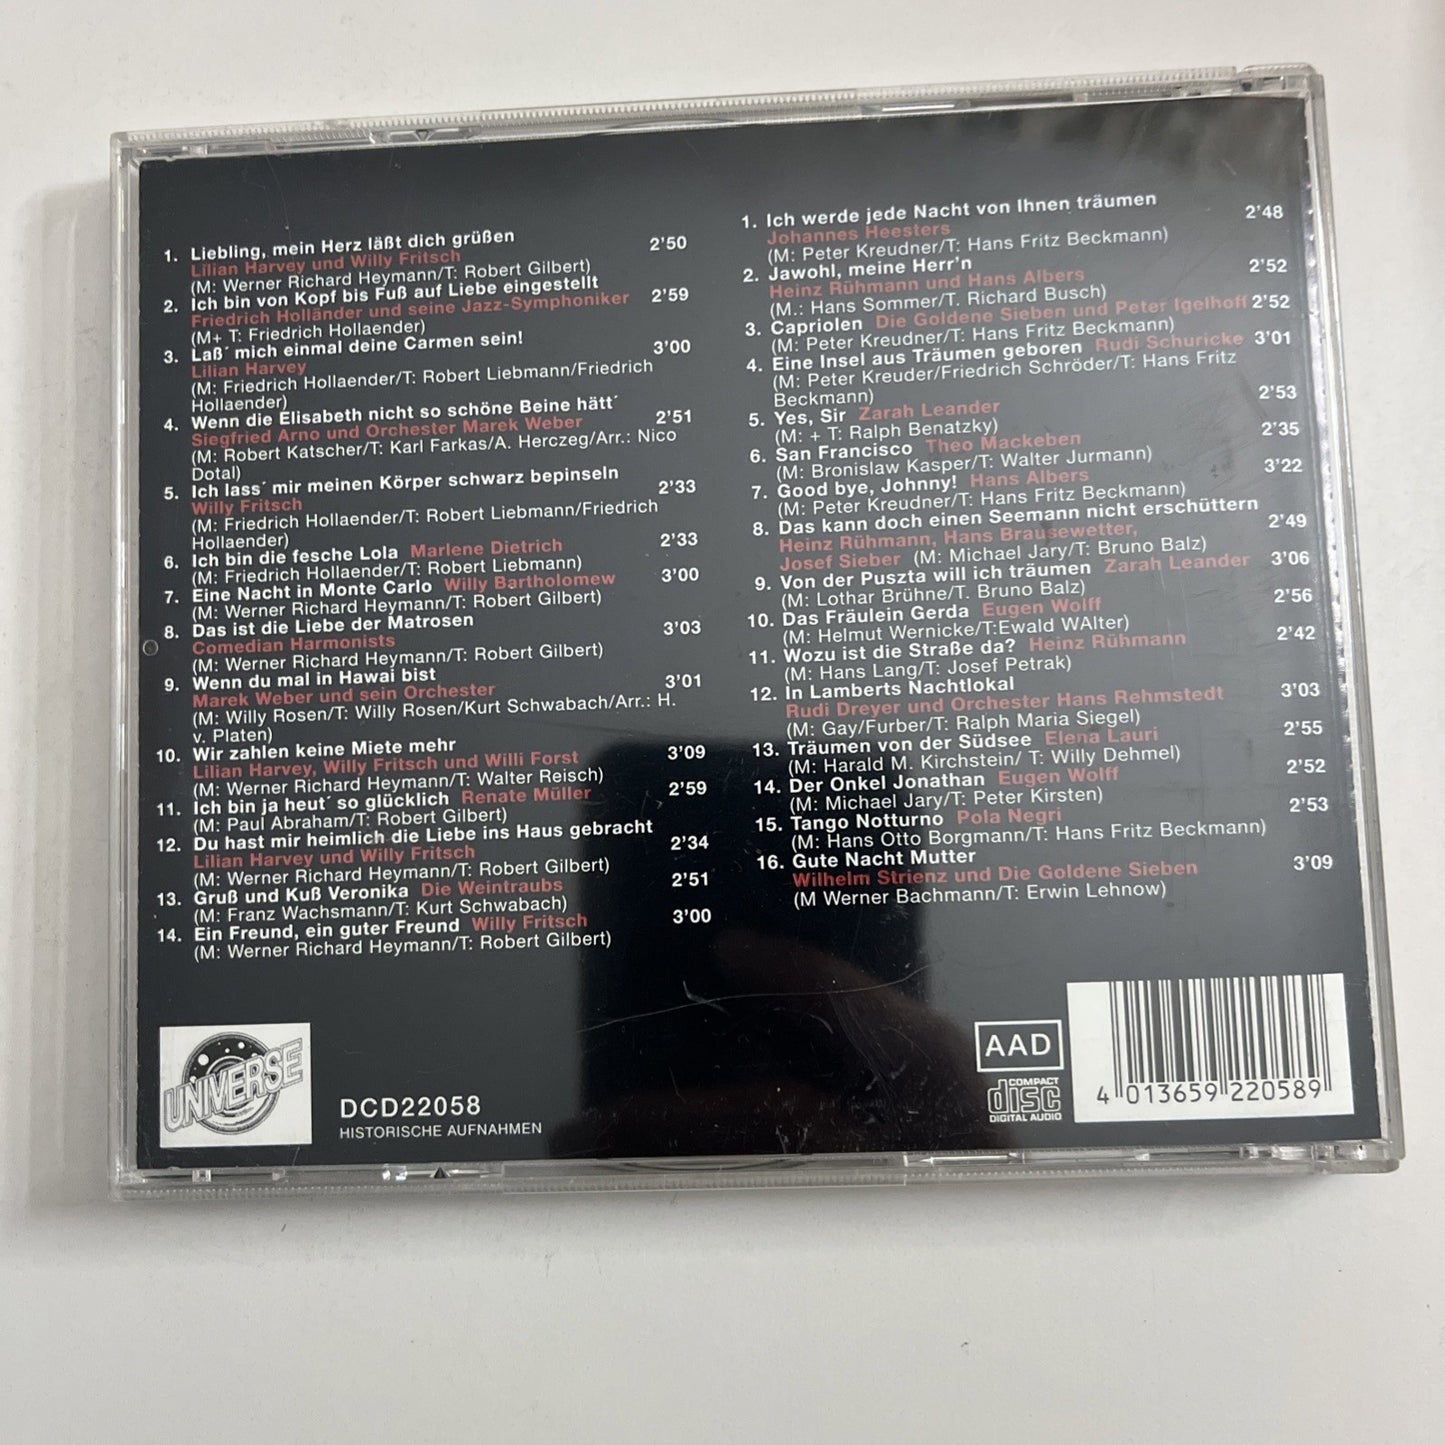 1. Liebling, mein Herz läßt dich grüßen 2'50
Lilian Harvey und Willy Fritsch
(M: Werner Richard Heymann/T: Robert Gilbert)
2. Ich bin von Kopf bis Fuß auf Liebe eingestellt
Friedrich Holländer und seine Jazz-Symphoniker 2'59
(M+ T: Friedrich Hollaender)
3. Laß´ mich einmal deine Carmen sein!
Lilian Harvey 3'00
(M: Friedrich Hollaender/T: Robert Liebmann/Friedrich
Hollaender)
4. Wenn die Elisabeth nicht so schöne Beine hätt´
Siegfried Arno und Orchester Marek Weber 2'51
(M: Robert Katscher/T: Karl Farkas/A. Herczeg/Arr.: Nico
Dotal)
5. Ich lass´ mir meinen Körper schwarz bepinseln
Willy Fritsch 2'33
(M: Friedrich Hollaender/T: Robert Liebmann/Friedrich
Hollaender)
6. Ich bin die fesche Lola Marlene Dietrich 2'33
(M: Friedrich Hollaender/T: Robert Liebmann)
7. Eine Nacht in Monte Carlo Willy Bartholomew 3'00
(M: Werner Richard Heymann/T: Robert Gilbert)
8. Das ist die Liebe der Matrosen
Comedian Harmonists 3'03
(M: Werner Richard Heymann/T: Robert Gilbert)
9. Wenn du mal in Hawai bist
Marek Weber und sein Orchester 3'01
(M: Willy Rosen/T: Willy Rosen/Kurt Schwabach/Arr.: H.
v. Platen)
10. Wir zahlen keine Miete mehr
Lilian Harvey, Willy Fritsch und Willi Forst 3'09
(M: Werner Richard Heymann/T: Walter Reisch)
11. Ich bin ja heut´ so glücklich Renate Müller 2'59
(M: Paul Abraham/T: Robert Gilbert)
12. Du hast mir heimlich die Liebe ins Haus gebracht
Lilian Harvey und Willy Fritsch 2'34
(M: Werner Richard Heymann/T: Robert Gilbert)
13. Gruß und Kuß Veronika Die Weintraubs 2'51
(M: Franz Wachsmann/T: Kurt Schwabach)
14. Ein Freund, ein guter Freund Willy Fritsch 3'00
(M: Werner Richard Heymann/T: Robert Gilbert)
1. Ich werde jede Nacht von Ihnen träumen
Johannes Heesters 2'48
(M: Peter Kreudner/T: Hans Fritz Beckmann)
2. Jawohl, meine Herr'n
Heinz Rühmann und Hans Albers 2'52
(M.: Hans Sommer/T. Richard Busch)
3. Capriolen Die Goldene Sieben und Peter Igelhoff 2'52
(M: Peter Kreudner/T: Hans Fritz Beckmann)
4. Eine Insel aus Träumen geboren Rudi Schuricke 3'01
(M: Peter Kreuder/Friedrich Schröder/T: Hans Fritz
Beckmann)
5. Yes, Sir Zarah Leander 2'53
(M: + T: Ralph Benatzky)
6. San Francisco Theo Mackeben 2'35
(M: Bronislaw Kasper/T: Walter Jurmann)
7. Good bye, Johnny! Hans Albers 3'22
(M: Peter Kreudner/T: Hans Fritz Beckmann)
8. Das kann doch einen Seemann nicht erschüttern
Heinz Rühmann, Hans Brausewetter, 2'49
Josef Sieber (M: Michael Jary/T: Bruno Balz)
9. Von der Puszta will ich träumen Zarah Leander 3'06
(M: Lothar Brühne/T. Bruno Balz)
10. Das Fräulein Gerda Eugen Wolff 2'56
(M: Helmut Wernicke/T:Ewald WAlter)
11. Wozu ist die Straße da? Heinz Rühmann 2'42
(M: Hans Lang/T: Josef Petrak)
12. In Lamberts Nachtlokal
Rudi Dreyer und Orchester Hans Rehmstedt 3'03
(M: Gay/Furber/T: Ralph Maria Siegel)
13. Träumen von der Südsee Elena Lauri 2'55
(M: Harald M. Kirchstein/ T: Willy Dehmel)
14. Der Onkel Jonathan Eugen Wolff 2'52
(M: Michael Jary/T: Peter Kirsten)
15. Tango Notturno Pola Negri 2'53
(M: Hans Otto Borgmann/T: Hans Fritz Beckmann)
16. Gute Nacht Mutter
Wilhelm Strienz und Die Goldene Sieben 3'09
(M Werner Bachmann/T: Erwin Lehnow)
UNIVERSE
DCD22058
HISTORISCHE AUFNAHMEN
AAD
COMPACT
disc
DIGITAL AUDIO
4 013659 220589